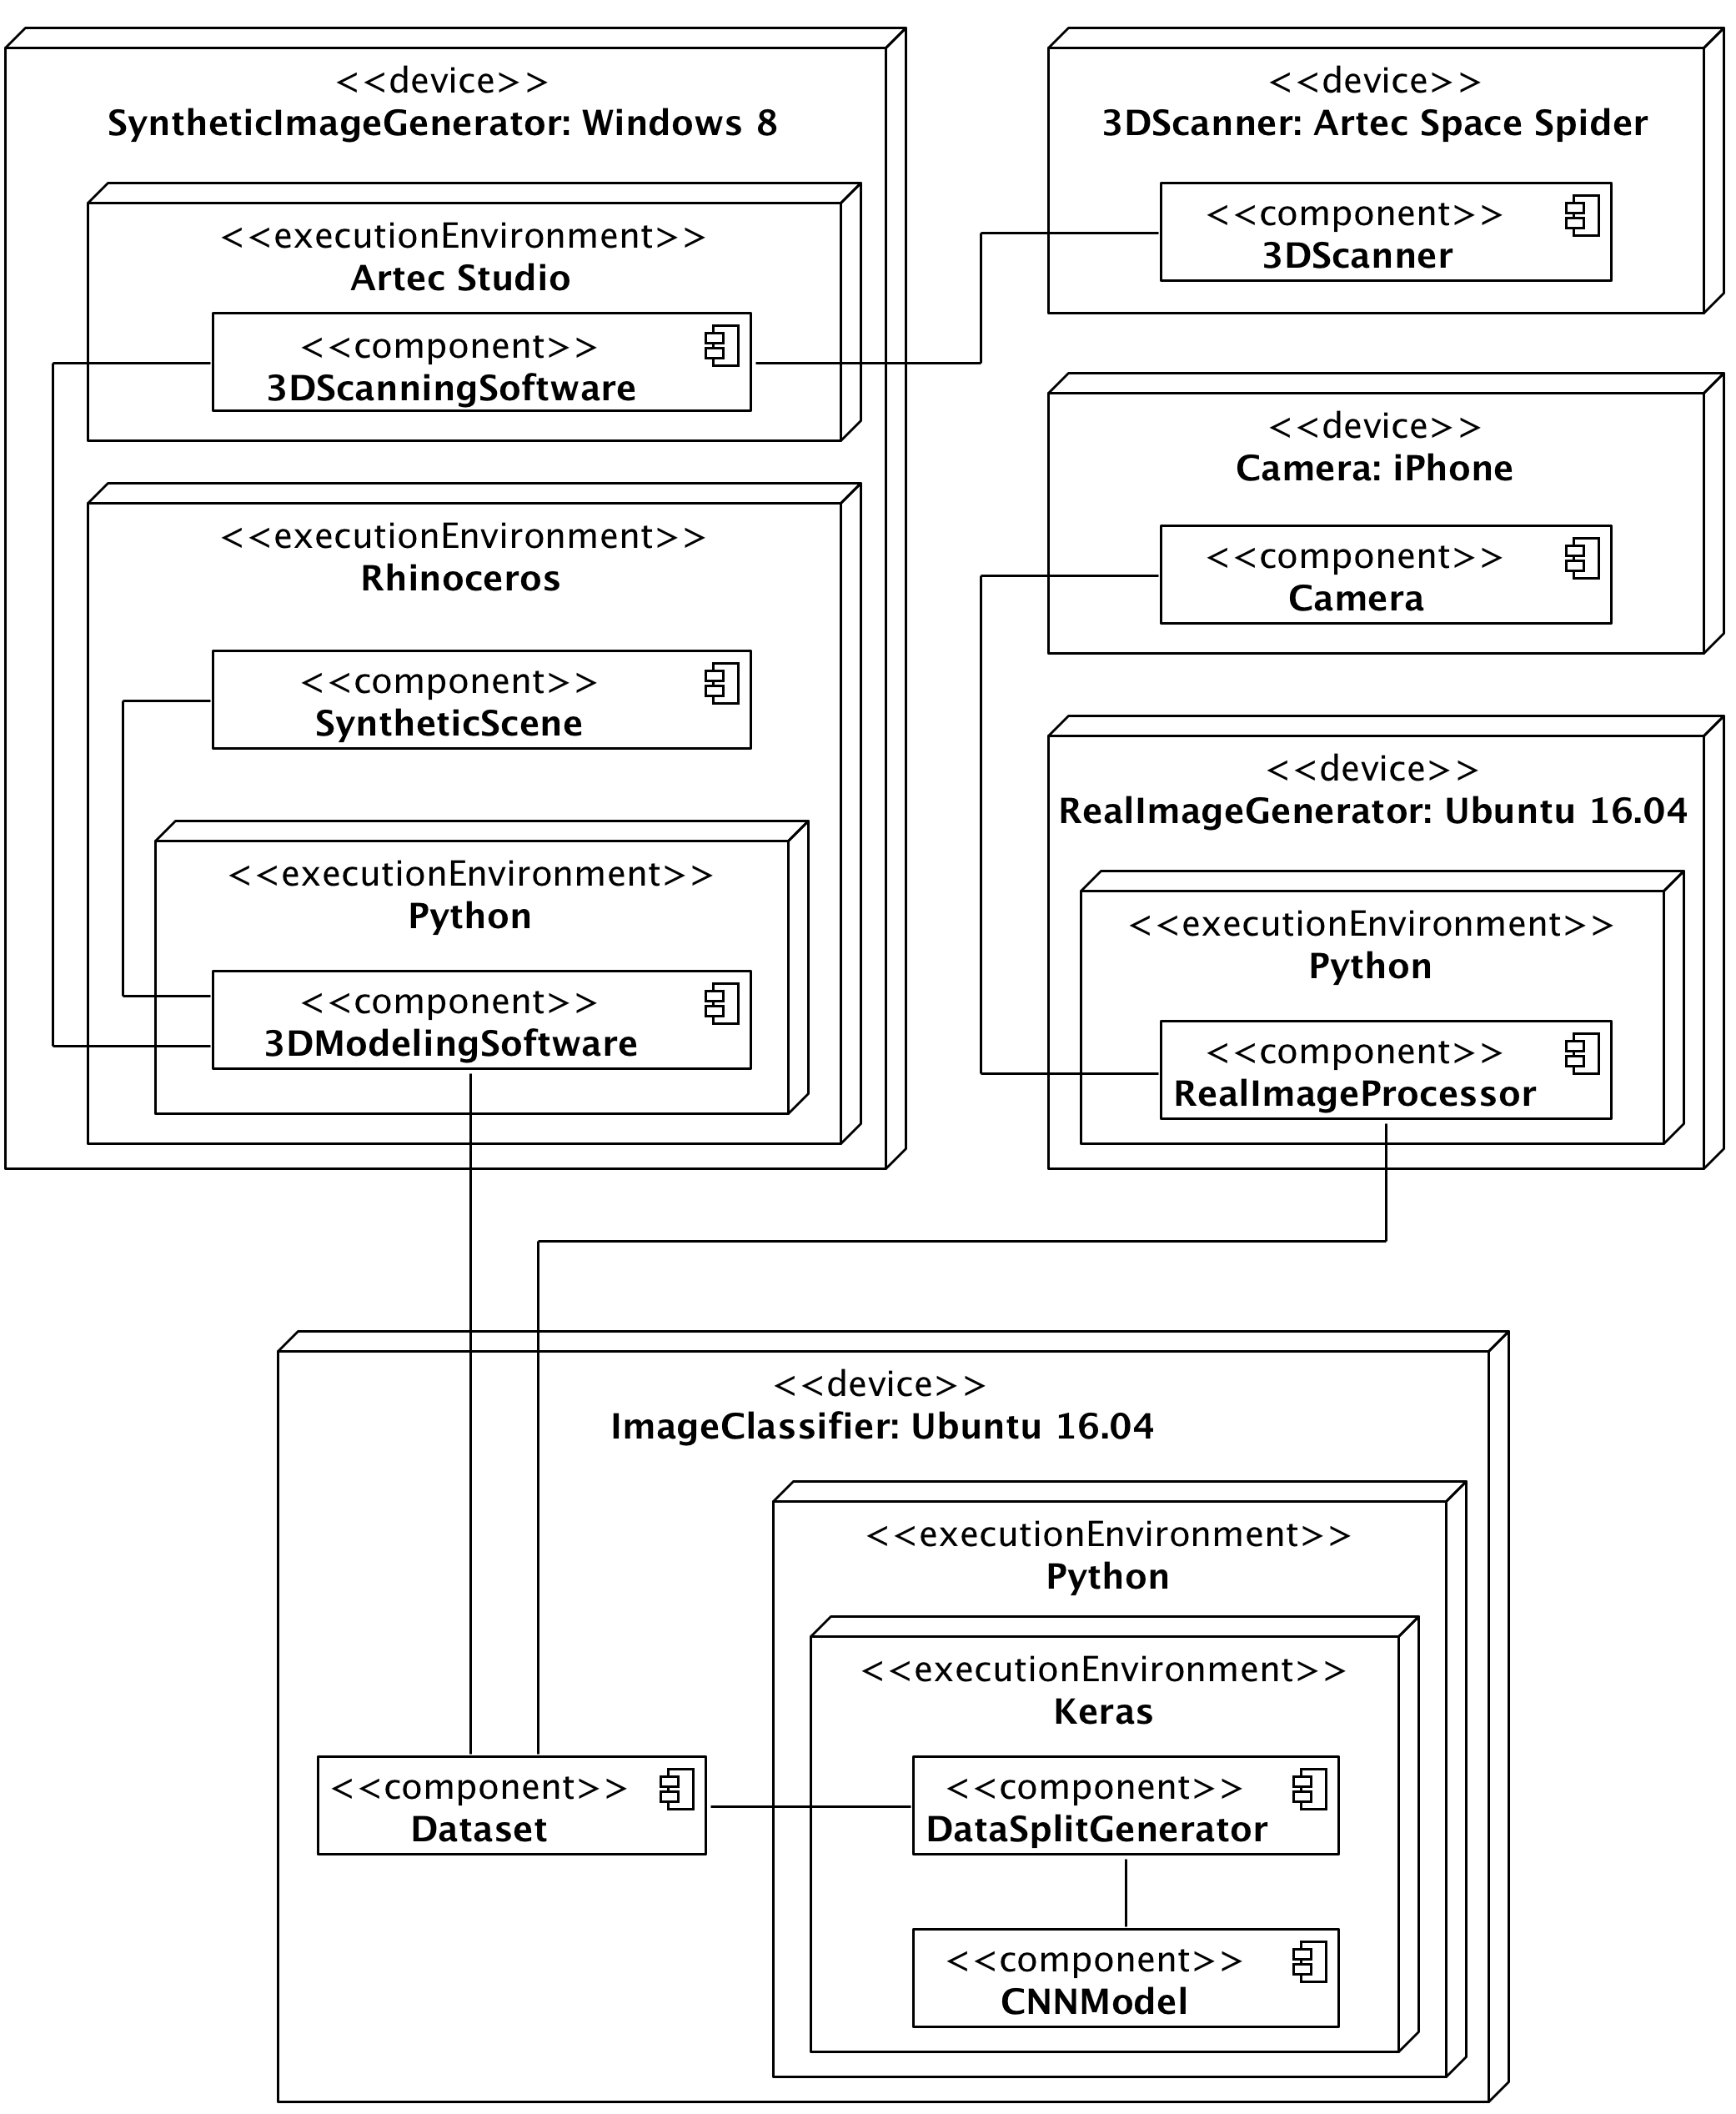 <<device>>
SyntheticImageGenerator: Windows 8
<<executionEnvironment>>
Artec Studio
<<component>>
3DScanningSoftware
<<executionEnvironment>>
Rhinoceros
<<component>>
SyntheticScene
<<executionEnvironment>>
Python
<<component>>
3DModelingSoftware
<<device>>
3DScanner: Artec Space Spider
<<component>>
3DScanner
<<device>>
Camera: iPhone
<<component>>
Camera
<<device>>
RealImageGenerator: Ubuntu 16.04
<<executionEnvironment>>
Python
<<component>>
RealImageProcessor
<<device>>
ImageClassifier: Ubuntu 16.04
<<executionEnvironment>>
Python
<<executionEnvironment>>
Keras
<<component>>
Dataset
<<component>>
DataSplitGenerator
<<component>>
CNNModel